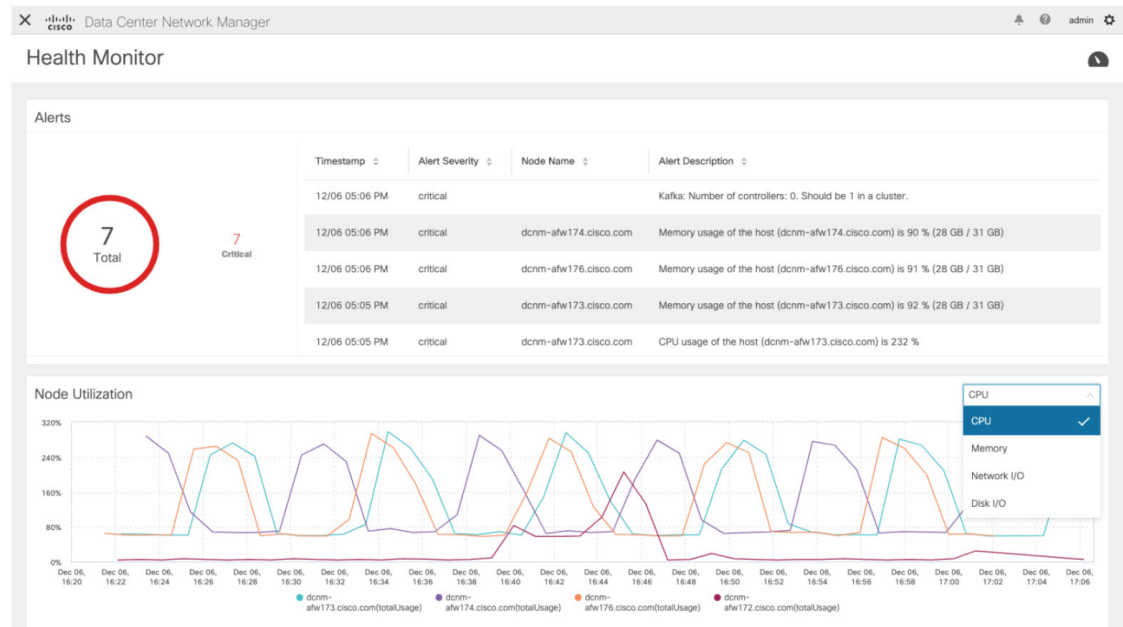 cisco Data Center Network Manager admin
Health Monitor
Alerts
Timestamp Alert Severity Node Name Alert Description
12/06 05:06 PM critical Kafka: Number of controllers: 0. Should be 1 in a cluster.
12/06 05:06 PM critical dcnm-afw174.cisco.com Memory usage of the host (dcnm-afw174.cisco.com) is 90 % (28 GB / 31 GB)
7
Total
7
Critical
12/06 05:06 PM critical dcnm-afw176.cisco.com Memory usage of the host (dcnm-afw176.cisco.com) is 91 % (28 GB / 31 GB)
12/06 05:05 PM critical dcnm-afw173.cisco.com Memory usage of the host (dcnm-afw173.cisco.com) is 92 % (28 GB / 31 GB)
12/06 05:05 PM critical dcnm-afw173.cisco.com CPU usage of the host (dcnm-afw173.cisco.com) is 232 %
Node Utilization
CPU
CPU
Memory
Network I/O
Disk I/O
320%
240%
160%
80%
0%
Dec 06, Dec 06, Dec 06, Dec 06, Dec 06, Dec 06, Dec 06, Dec 06, Dec 06, Dec 06, Dec 06, Dec 06, Dec 06, Dec 06, Dec 06, Dec 06, Dec 06, Dec 06, Dec 06, Dec 06, Dec 06, Dec 06, Dec 06, Dec 06,
16:20 16:22 16:24 16:26 16:28 16:30 16:32 16:34 16:36 16:38 16:40 16:42 16:44 16:46 16:48 16:50 16:52 16:54 16:56 16:58 17:00 17:02 17:04 17:06
dcnm- dcnm- dcnm- dcnm-
afw173.cisco.com(totalUsage) afw174.cisco.com(totalUsage) afw176.cisco.com(totalUsage) afw172.cisco.com(totalUsage)